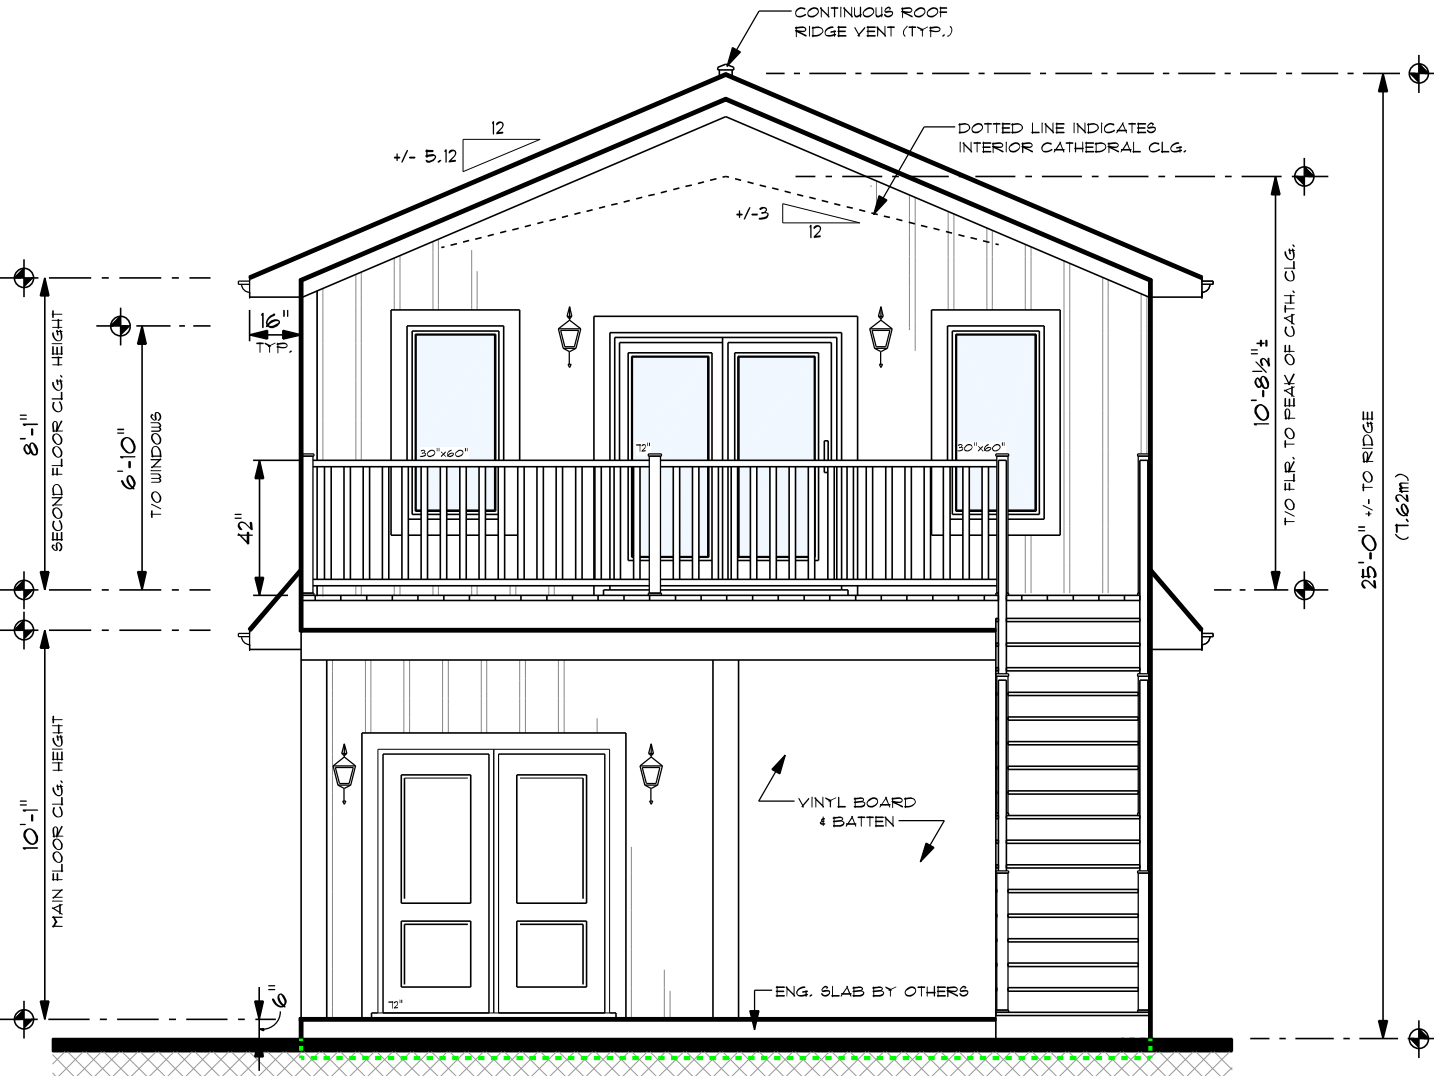 CONTINUOUS ROOF
RIDGE VENT (TYP.)
12
+/- 5.12
DOTTED LINE INDICATES
INTERIOR CATHEDRAL CLG.
+/-3
12
16"
TYP.
8'-1"
SECOND FLOOR CLG. HEIGHT
6'-10"
T/O WINDOWS
42"
30"x60"
72"
30"x60"
10'-8½"±
T/O FLR. TO PEAK OF CATH. CLG.
25'-0" +/- TO RIDGE
(7.62m)
10'-1"
MAIN FLOOR CLG. HEIGHT
VINYL BOARD
& BATTEN
72"
6"
ENG. SLAB BY OTHERS